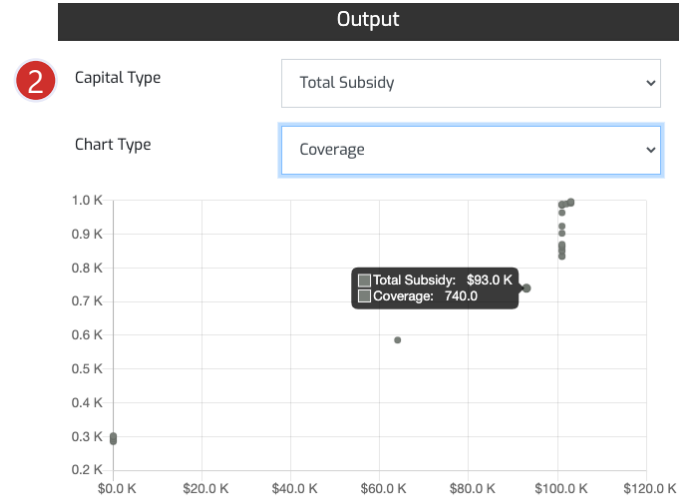 Output
2
Capital Type
Total Subsidy
Chart Type
Coverage
1.0 K
0.9 K
0.8 K
Total Subsidy: $93.0 K
Coverage: 740.0
0.7 K
0.6 K
0.5 K
0.4 K
0.3 K
0.2 K
$0.0 K $20.0 K $40.0 K $60.0 K $80.0 K $100.0 K $120.0 K